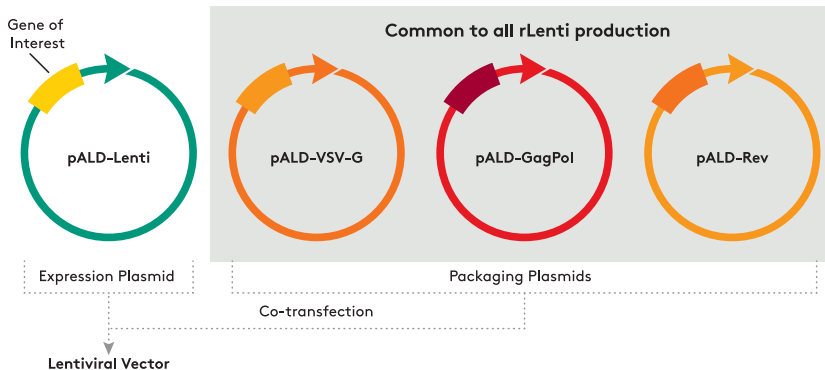 Gene of
Interest
Common to all rLenti production
pALD-Lenti
pALD-VSV-G
pALD-GagPol
pALD-Rev
Expression Plasmid
Packaging Plasmids
Co-transfection
Lentiviral Vector